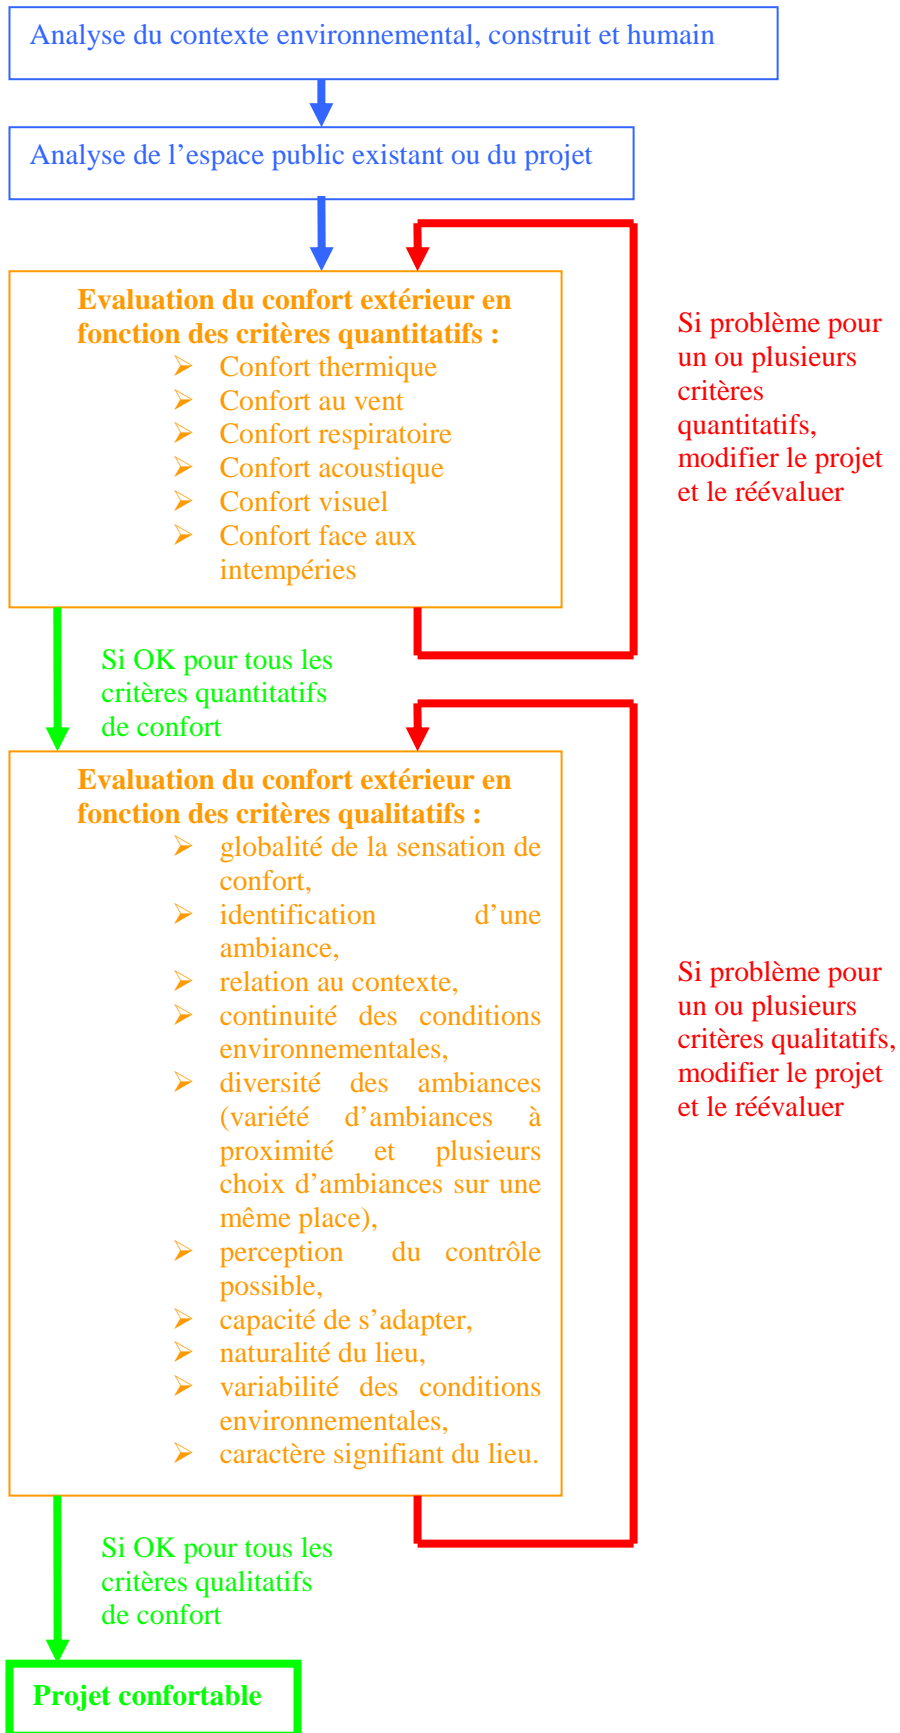 Analyse du contexte environnemental, construit et humain
Analyse de l’espace public existant ou du projet
Evaluation du confort extérieur en
fonction des critères quantitatifs :
➢ Confort thermique
➢ Confort au vent
➢ Confort respiratoire
➢ Confort acoustique
➢ Confort visuel
➢ Confort face aux
intempéries
Si problème pour
un ou plusieurs
critères
quantitatifs,
modifier le projet
et le réévaluer
Si OK pour tous les
critères quantitatifs
de confort
Evaluation du confort extérieur en
fonction des critères qualitatifs :
➢ globalité de la sensation de
confort,
➢ identification d’une
ambiance,
➢ relation au contexte,
➢ continuité des conditions
environnementales,
➢ diversité des ambiances
(variété d’ambiances à
proximité et plusieurs
choix d’ambiances sur une
même place),
➢ perception du contrôle
possible,
➢ capacité de s’adapter,
➢ naturalité du lieu,
➢ variabilité des conditions
environnementales,
➢ caractère signifiant du lieu.
Si problème pour
un ou plusieurs
critères qualitatifs,
modifier le projet
et le réévaluer
Si OK pour tous les
critères qualitatifs
de confort
Projet confortable